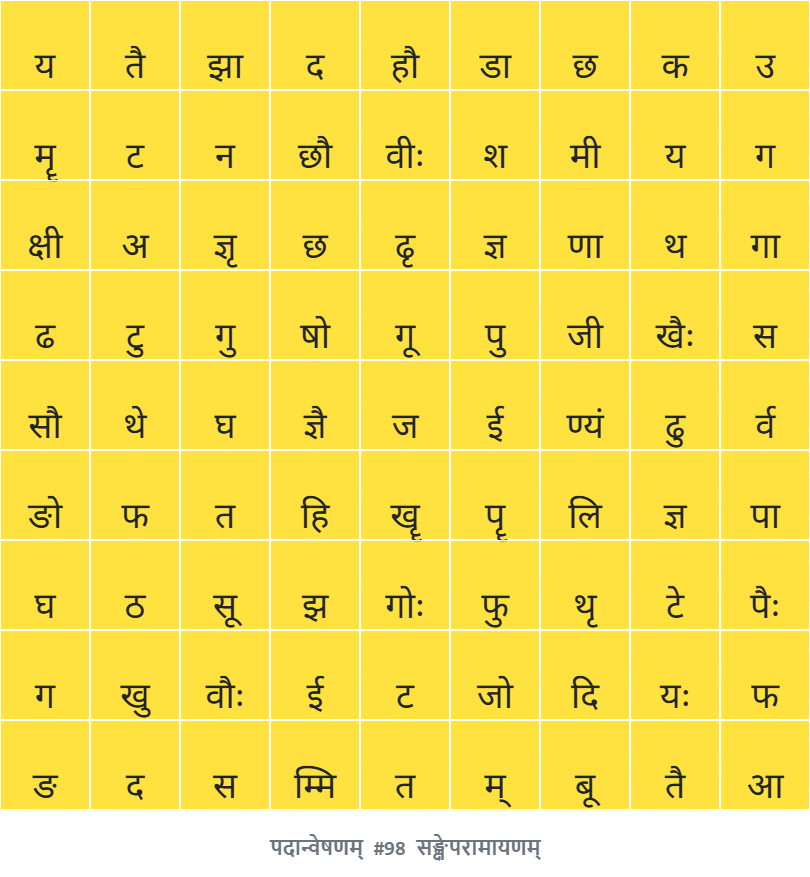 य तै झा द हौ डा छ क उ
मॄ ट न छौ वीः श मी य ग
क्षी अ ज्ञृ छ ढृ ज्ञ णा थ गा
ढ टु गु षो गू पु जी खैः स
सौ थे घ ज्ञै ज ई ण्यं ढु र्व
ङो फ त हि खॄ पॄ लि ज्ञ पा
घ ठ सू झ गोः फु थृ टे पैः
ग खु वौः ई ट जो दि यः फ
ङ द स म्मि त म् बू तै आ
पदान्वेषणम् #98 सङ्क्षेपरामायणम्